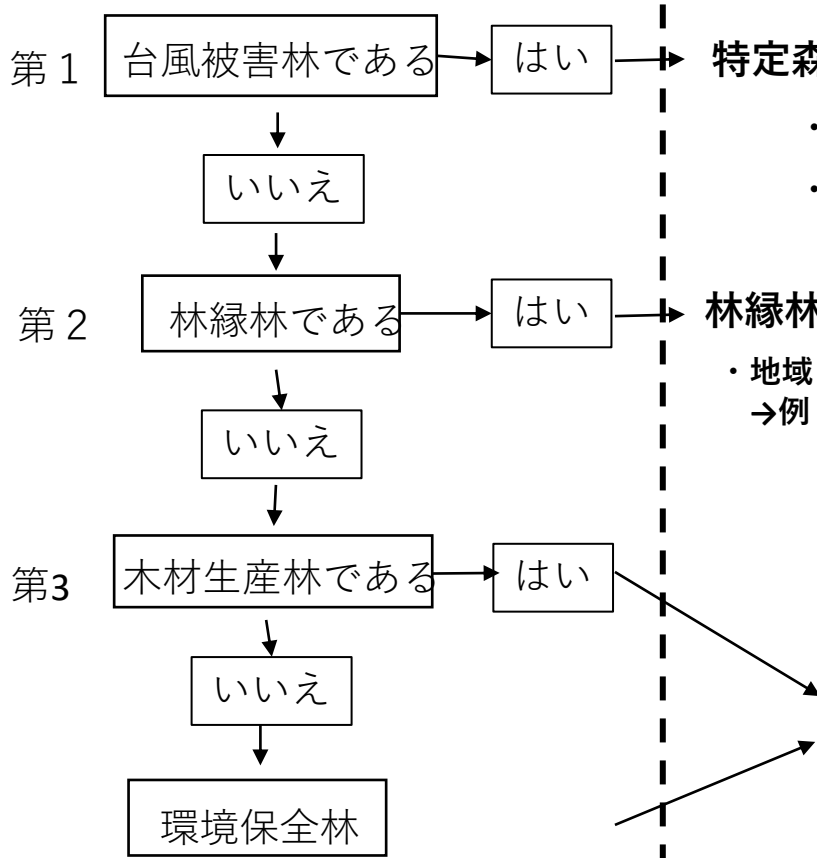 第１ 台風被害林である はい 特定森
・
いいえ
・
第２ 林縁林である はい 林縁林
・地域
→例
いいえ
第3 木材生産林である はい
いいえ
環境保全林